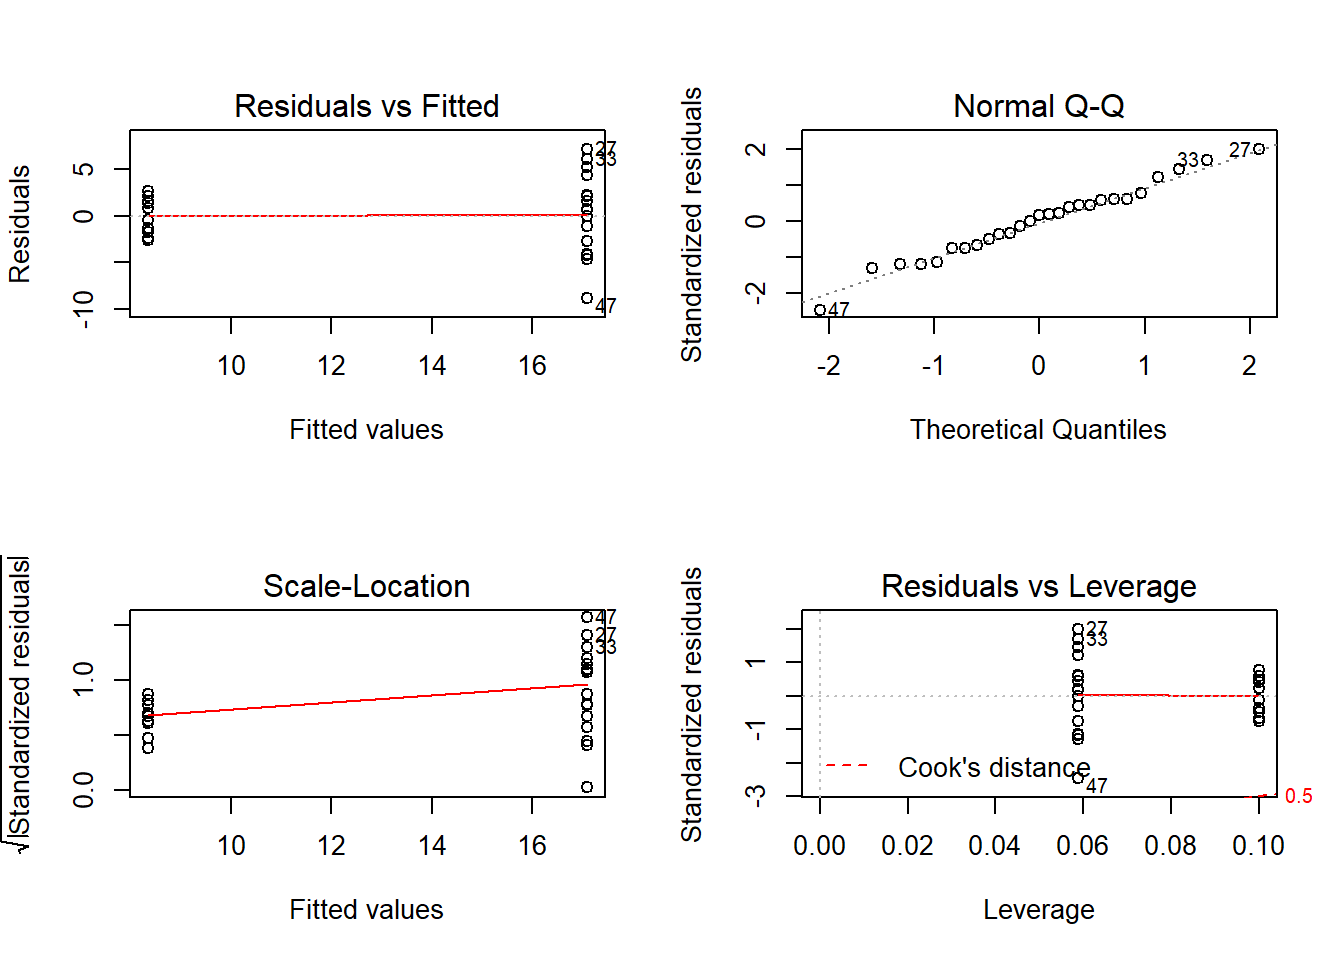 Residuals vs Fitted
Residuals
5
0
-10
27
33
47
10 12 14 16
Fitted values
Normal Q-Q
Standardized residuals
2
0
-2
33 27
47
-2 -1 0 1 2
Theoretical Quantiles
Scale-Location
√|Standardized residuals|
1.0
0.0
47
27
33
10 12 14 16
Fitted values
Residuals vs Leverage
Standardized residuals
1
-1
-3
27
33
Cook's distance
47
0.5
0.00 0.02 0.04 0.06 0.08 0.10
Leverage